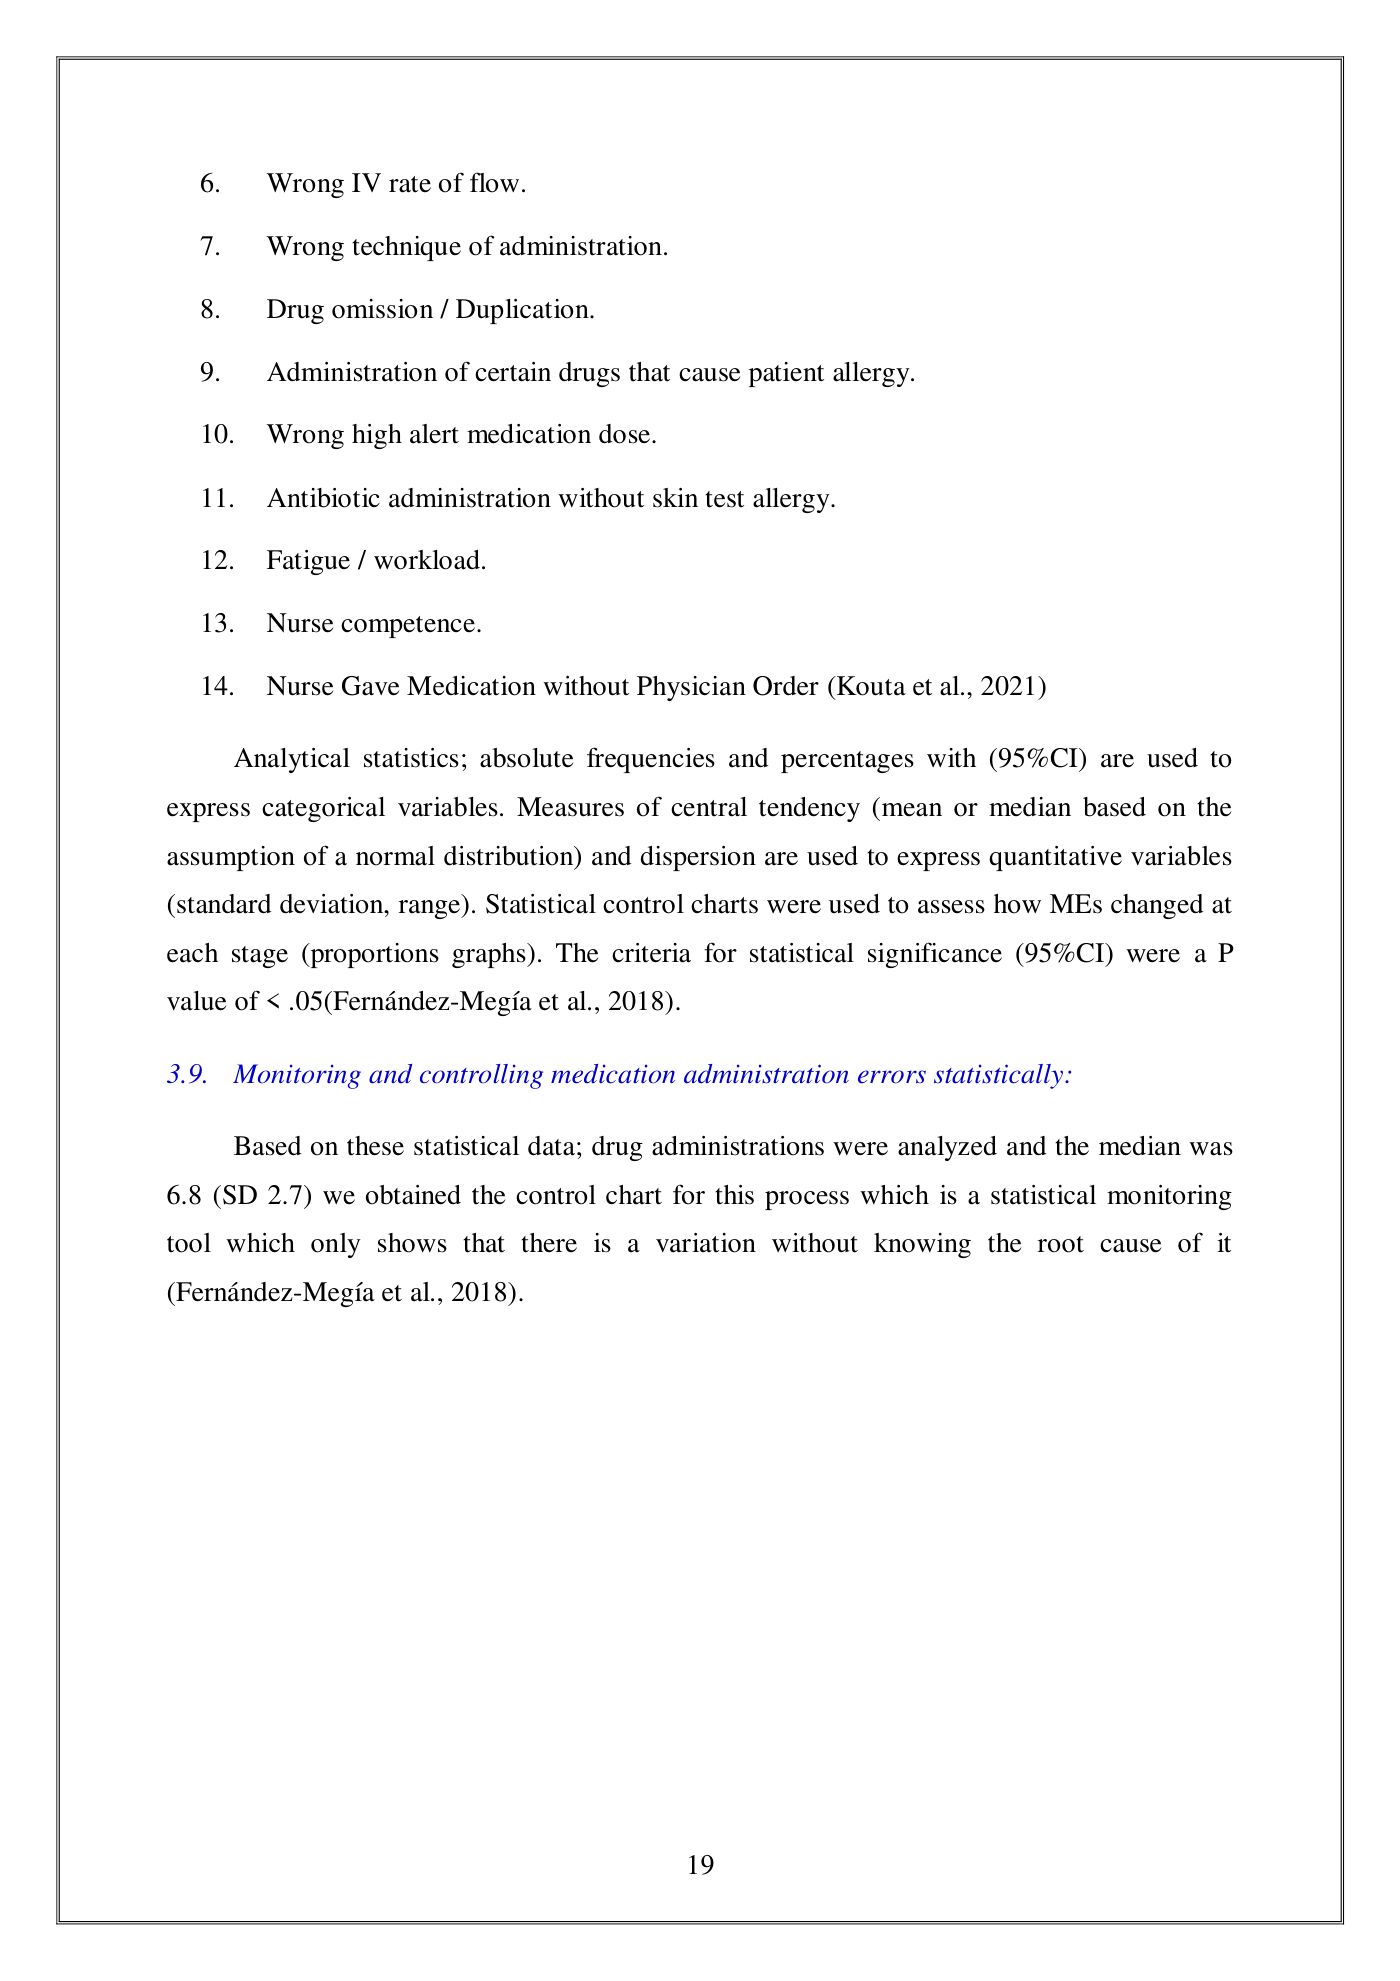 6. Wrong IV rate of flow.
7. Wrong technique of administration.
8. Drug omission / Duplication.
9. Administration of certain drugs that cause patient allergy.
10. Wrong high alert medication dose.
11. Antibiotic administration without skin test allergy.
12. Fatigue / workload.
13. Nurse competence.
14. Nurse Gave Medication without Physician Order (Kouta et al., 2021)
Analytical statistics; absolute frequencies and percentages with (95%CI) are used to
express categorical variables. Measures of central tendency (mean or median based on the
assumption of a normal distribution) and dispersion are used to express quantitative variables
(standard deviation, range). Statistical control charts were used to assess how MEs changed at
each stage (proportions graphs). The criteria for statistical significance (95%CI) were a P
value of < .05(Fernández-Megía et al., 2018).
3.9. Monitoring and controlling medication administration errors statistically:
Based on these statistical data; drug administrations were analyzed and the median was
6.8 (SD 2.7) we obtained the control chart for this process which is a statistical monitoring
tool which only shows that there is a variation without knowing the root cause of it
(Fernández-Megía et al., 2018).
19